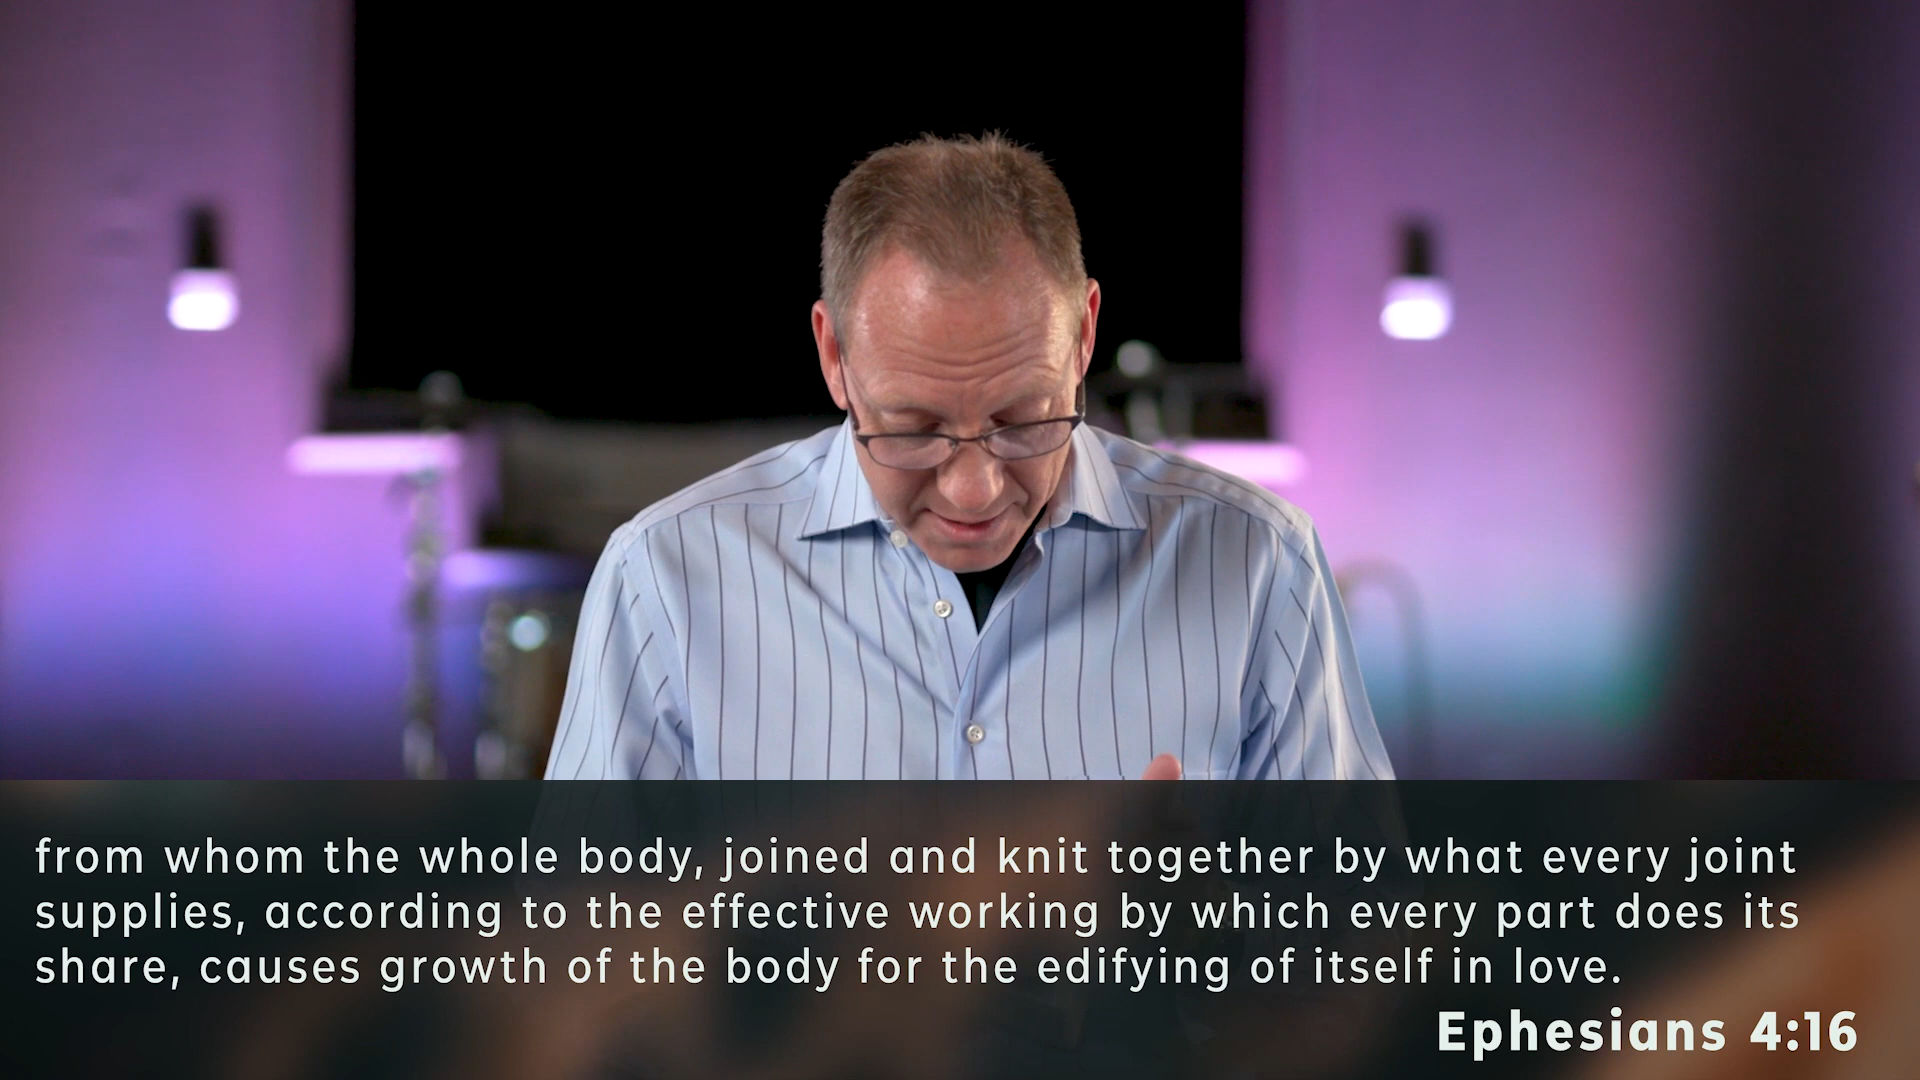 from whom the whole body, joined and knit together by what every joint
supplies, according to the effective working by which every part does its
share, causes growth of the body for the edifying of itself in love.
Ephesians 4:16